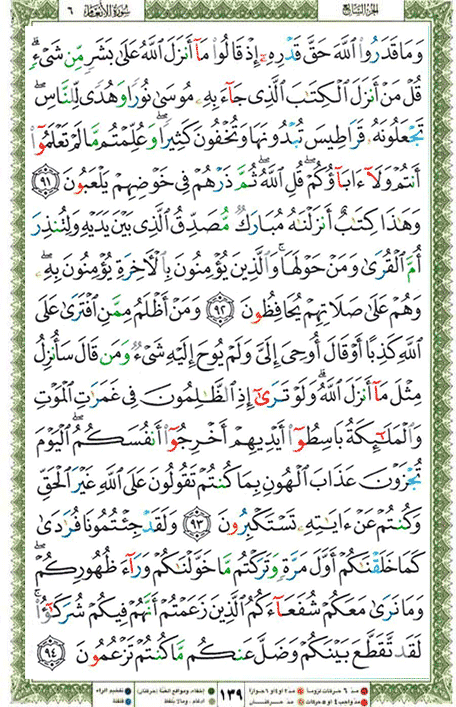 الجزء السابع سورة الأنعام ٦
وَمَا قَدَرُوا۟ ٱللَّهَ حَقَّ قَدْرِهِۦٓ إِذْ قَالُوا۟ مَآ أَنزَلَ ٱللَّهُ عَلَىٰ بَشَرٍۢ مِّن شَىْءٍۢ ۗ
قُلْ مَنْ أَنزَلَ ٱلْكِتَٰبَ ٱلَّذِى جَآءَ بِهِۦ مُوسَىٰ نُورًۭا وَهُدًۭى لِّلنَّاسِ ۖ
تَجْعَلُونَهُۥ قَرَاطِيسَ تُبْدُونَهَا وَتُخْفُونَ كَثِيرًۭا ۖ وَعُلِّمْتُم مَّا لَمْ تَعْلَمُوٓا۟
أَنتُمْ وَلَآ ءَابَآؤُكُمْ ۖ قُلِ ٱللَّهُ ۖ ثُمَّ ذَرْهُمْ فِى خَوْضِهِمْ يَلْعَبُونَ ٩١
وَهَٰذَا كِتَٰبٌ أَنزَلْنَٰهُ مُبَارَكٌۭ مُّصَدِّقُ ٱلَّذِى بَيْنَ يَدَيْهِ وَلِتُنذِرَ
أُمَّ ٱلْقُرَىٰ وَمَنْ حَوْلَهَا ۚ وَٱلَّذِينَ يُؤْمِنُونَ بِٱلْءَاخِرَةِ يُؤْمِنُونَ بِهِۦ ۖ
وَهُمْ عَلَىٰ صَلَاتِهِمْ يُحَافِظُونَ ٩٢ وَمَنْ أَظْلَمُ مِمَّنِ ٱفْتَرَىٰ عَلَى
ٱللَّهِ كَذِبًا أَوْ قَالَ أُوحِىَ إِلَىَّ وَلَمْ يُوحَ إِلَيْهِ شَىْءٌۭ وَمَن قَالَ سَأُنزِلُ
مِثْلَ مَآ أَنزَلَ ٱللَّهُ ۗ وَلَوْ تَرَىٰٓ إِذِ ٱلظَّٰلِمُونَ فِى غَمَرَٰتِ ٱلْمَوْتِ
وَٱلْمَلَٰٓئِكَةُ بَاسِطُوٓا۟ أَيْدِيهِمْ أَخْرِجُوٓا۟ أَنفُسَكُمُ ۖ ٱلْيَوْمَ
تُجْزَوْنَ عَذَابَ ٱلْهُونِ بِمَا كُنتُمْ تَقُولُونَ عَلَى ٱللَّهِ غَيْرَ ٱلْحَقِّ
وَكُنتُمْ عَنْ ءَايَٰتِهِۦ تَسْتَكْبِرُونَ ٩٣ وَلَقَدْ جِئْتُمُونَا فُرَٰدَىٰ
كَمَا خَلَقْنَٰكُمْ أَوَّلَ مَرَّةٍۢ وَتَرَكْتُم مَّا خَوَّلْنَٰكُمْ وَرَآءَ ظُهُورِكُمْ ۖ
وَمَا نَرَىٰ مَعَكُمْ شُفَعَآءَكُمُ ٱلَّذِينَ زَعَمْتُمْ أَنَّهُمْ فِيكُمْ شُرَكَٰٓؤُا۟ ۚ
لَقَد تَّقَطَّعَ بَيْنَكُمْ وَضَلَّ عَنكُم مَّا كُنتُمْ تَزْعُمُونَ ٩٤
١٣٩